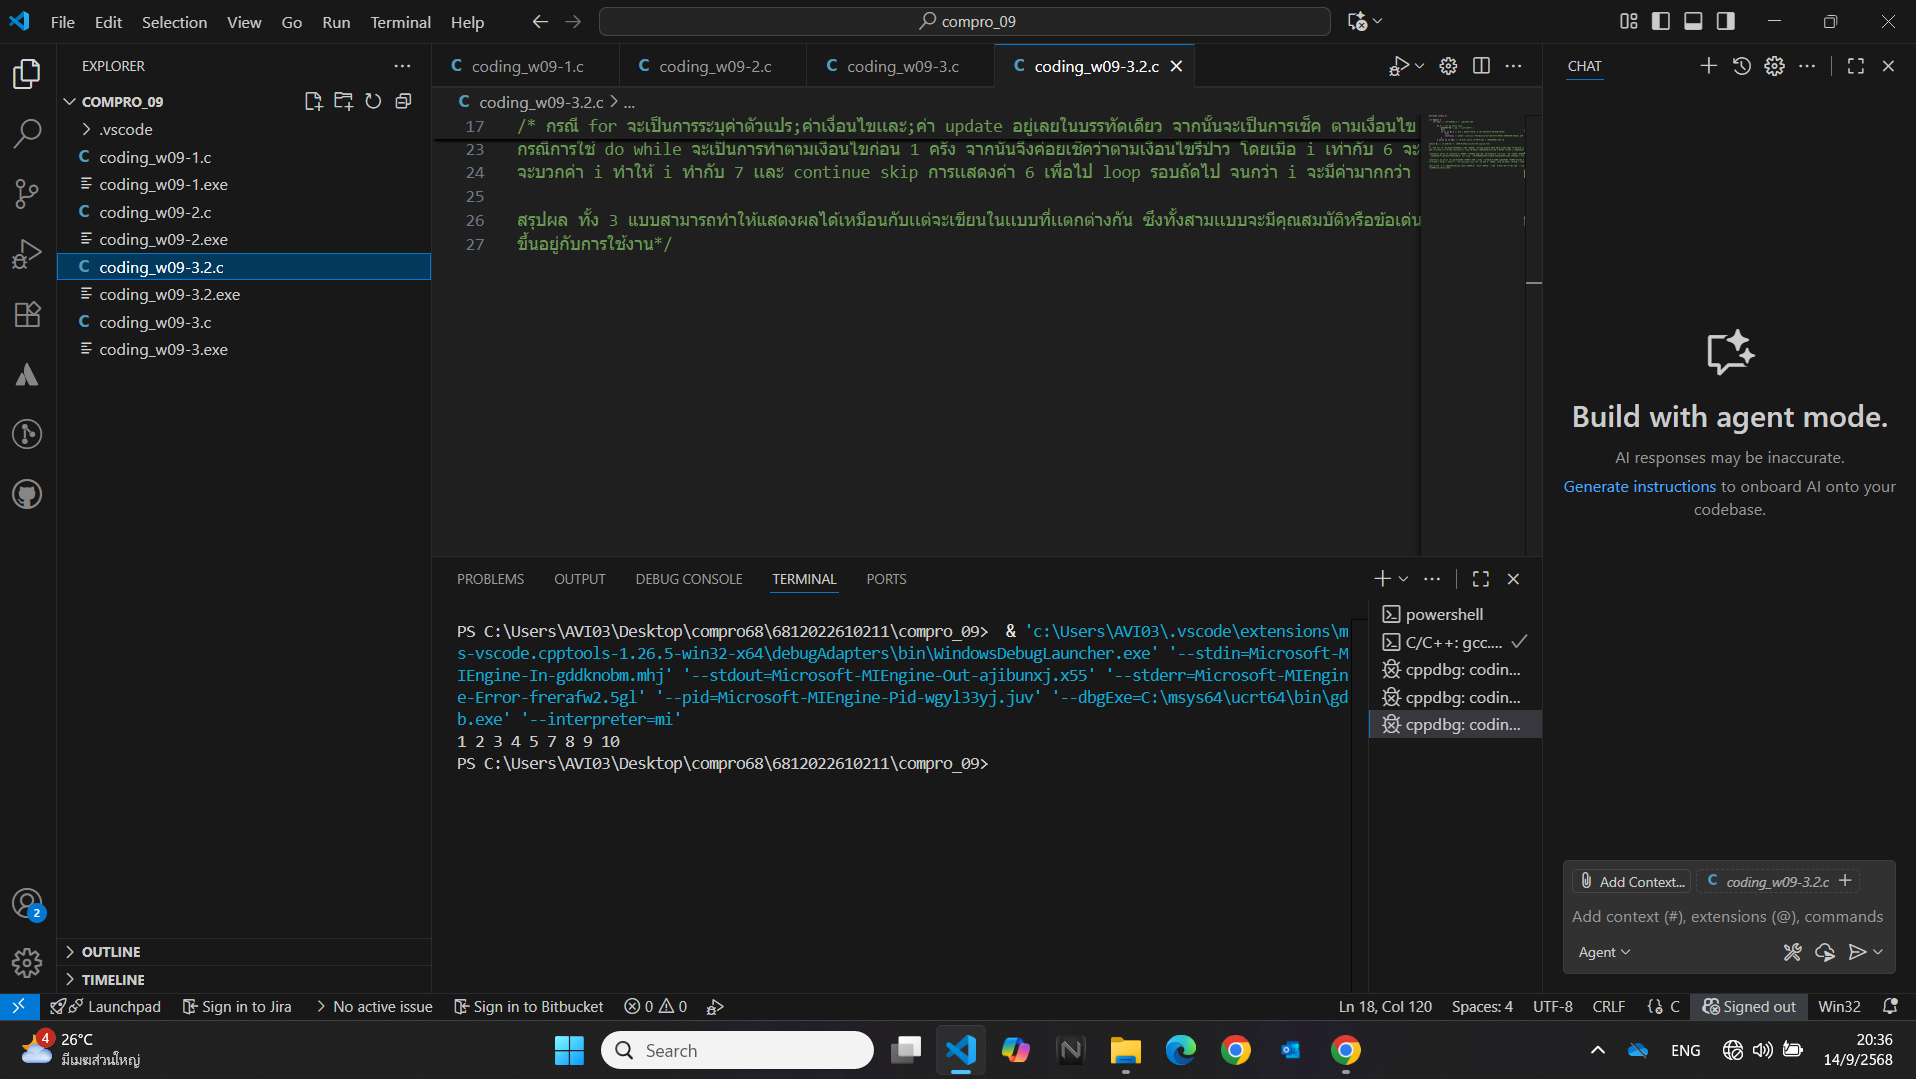 File Edit Selection View Go Run Terminal Help
compro_09
EXPLORER
COMPRO_09
.vscode
coding_w09-1.c
coding_w09-1.exe
coding_w09-2.c
coding_w09-2.exe
coding_w09-3.2.c
coding_w09-3.2.exe
coding_w09-3.c
coding_w09-3.exe
OUTLINE
TIMELINE
2
coding_w09-1.c coding_w09-2.c coding_w09-3.c coding_w09-3.2.c
coding_w09-3.2.c > ...
17 /* กรณี for จะเป็นการระบุค่าตัวแปร;ค่าเงื่อนไขและ;ค่า update อยู่เลยในบรรทัดเดียว จากนั้นจะเป็นการเช็ค ตามเงื่อนไข
23 กรณีการใช้ do while จะเป็นการทำตามเงื่อนไขก่อน 1 ครั้ง จากนั้นจึงค่อยเช็คว่าตามเงื่อนไขรึป่าว โดยเมื่อ i เท่ากับ 6 จะ
24 จะบวกค่า i ทำให้ i ทำกับ 7 และ continue skip การแสดงค่า 6 เพื่อไป loop รอบถัดไป จนกว่า i จะมีค่ามากกว่า
25
26 สรุปผล ทั้ง 3 แบบสามารถทำให้แสดงผลได้เหมือนกับแต่จะเขียนในแบบที่แตกต่างกัน ซึ่งทั้งสามแบบจะมีคุณสมบัติหรือข้อเด่น
27 ขึ้นอยู่กับการใช้งาน*/
PROBLEMS OUTPUT DEBUG CONSOLE TERMINAL PORTS
PS C:\Users\AVI03\Desktop\compro68\6812022610211\compro_09> & 'c:\Users\AVI03\.vscode\extensions\m
s-vscode.cpptools-1.26.5-win32-x64\debugAdapters\bin\WindowsDebugLauncher.exe' '--stdin=Microsoft-M
IEngine-In-gddknobm.mhj' '--stdout=Microsoft-MIEngine-Out-ajibunxj.x55' '--stderr=Microsoft-MIEngin
e-Error-frerafw2.5gl' '--pid=Microsoft-MIEngine-Pid-wgyl33yj.juv' '--dbgExe=C:\msys64\ucrt64\bin\gd
b.exe' '--interpreter=mi'
1 2 3 4 5 7 8 9 10
PS C:\Users\AVI03\Desktop\compro68\6812022610211\compro_09>
powershell
C/C++: gcc....
cppdbg: codin...
cppdbg: codin...
cppdbg: codin...
CHAT
Build with agent mode.
AI responses may be inaccurate.
Generate instructions to onboard AI onto your
codebase.
Add Context... C coding_w09-3.2.c +
Add context (#), extensions (@), commands
Agent
Launchpad Sign in to Jira No active issue Sign in to Bitbucket 0 0
Ln 18, Col 120 Spaces: 4 UTF-8 CRLF {} C Signed out Win32
4 26°C
มีเมฆส่วนใหญ่
Search
ENG
20:36
14/9/2568